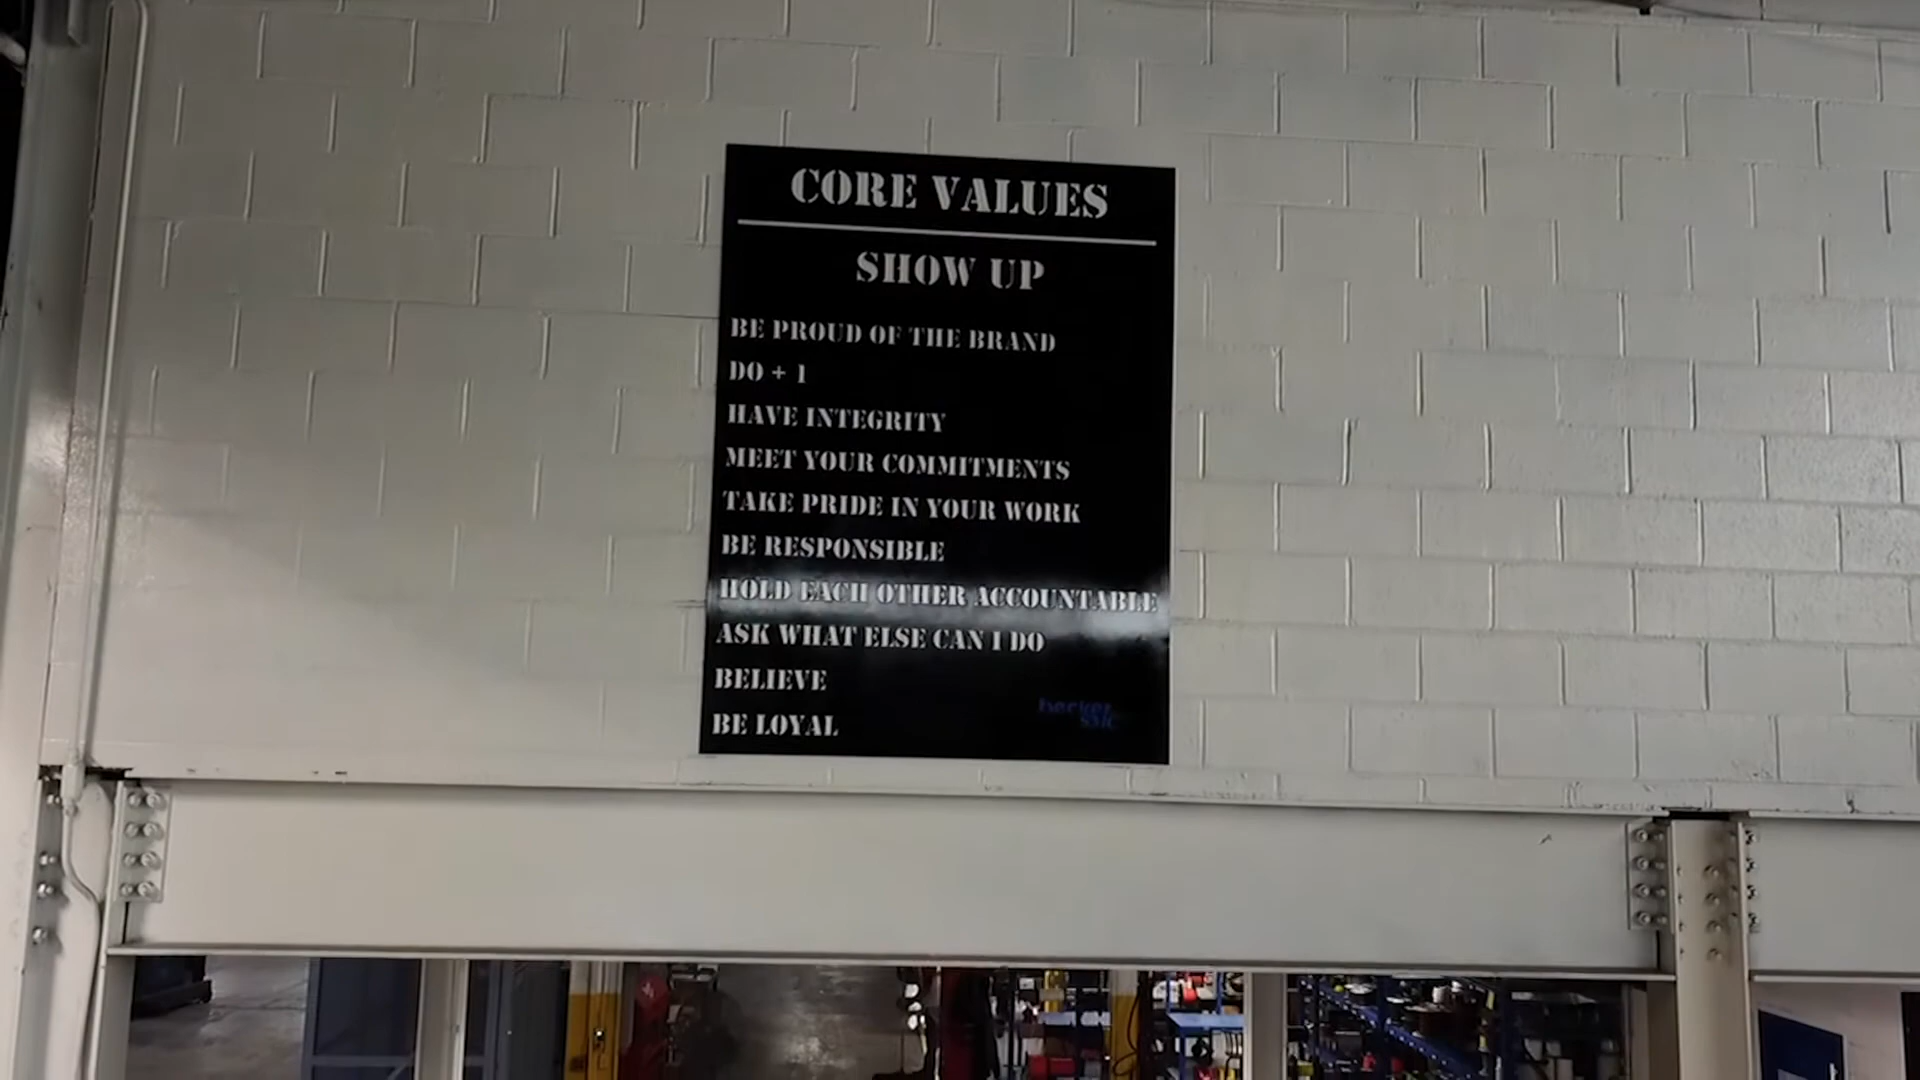 CORE VALUES
SHOW UP
BE PROUD OF THE BRAND
DO + 1
HAVE INTEGRITY
MEET YOUR COMMITMENTS
TAKE PRIDE IN YOUR WORK
BE RESPONSIBLE
HOLD EACH OTHER ACCOUNTABLE
ASK WHAT ELSE CAN I DO
BELIEVE
BE LOYAL
becker